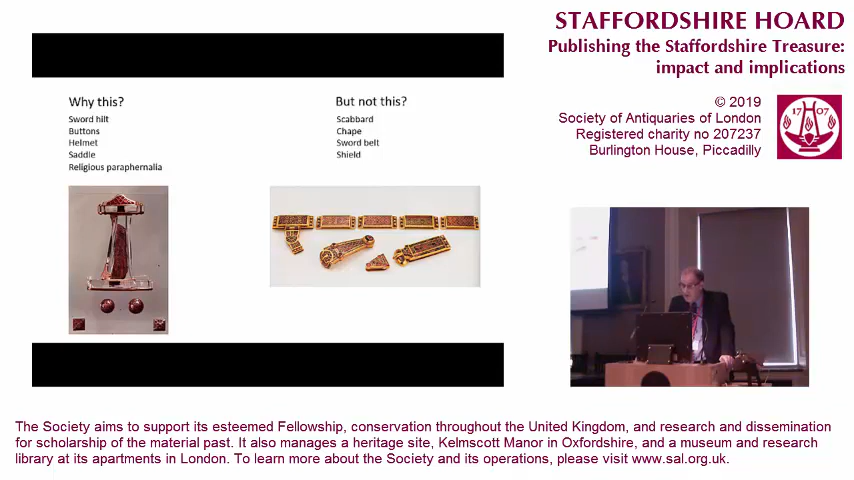 STAFFORDSHIRE HOARD
Publishing the Staffordshire Treasure:
impact and implications
© 2019
Society of Antiquaries of London
Registered charity no 207237
Burlington House, Piccadilly
17 07
Why this?
Sword hilt
Buttons
Helmet
Saddle
Religious paraphernalia
But not this?
Scabbard
Chape
Sword belt
Shield
The Society aims to support its esteemed Fellowship, conservation throughout the United Kingdom, and research and dissemination
for scholarship of the material past. It also manages a heritage site, Kelmscott Manor in Oxfordshire, and a museum and research
library at its apartments in London. To learn more about the Society and its operations, please visit www.sal.org.uk.